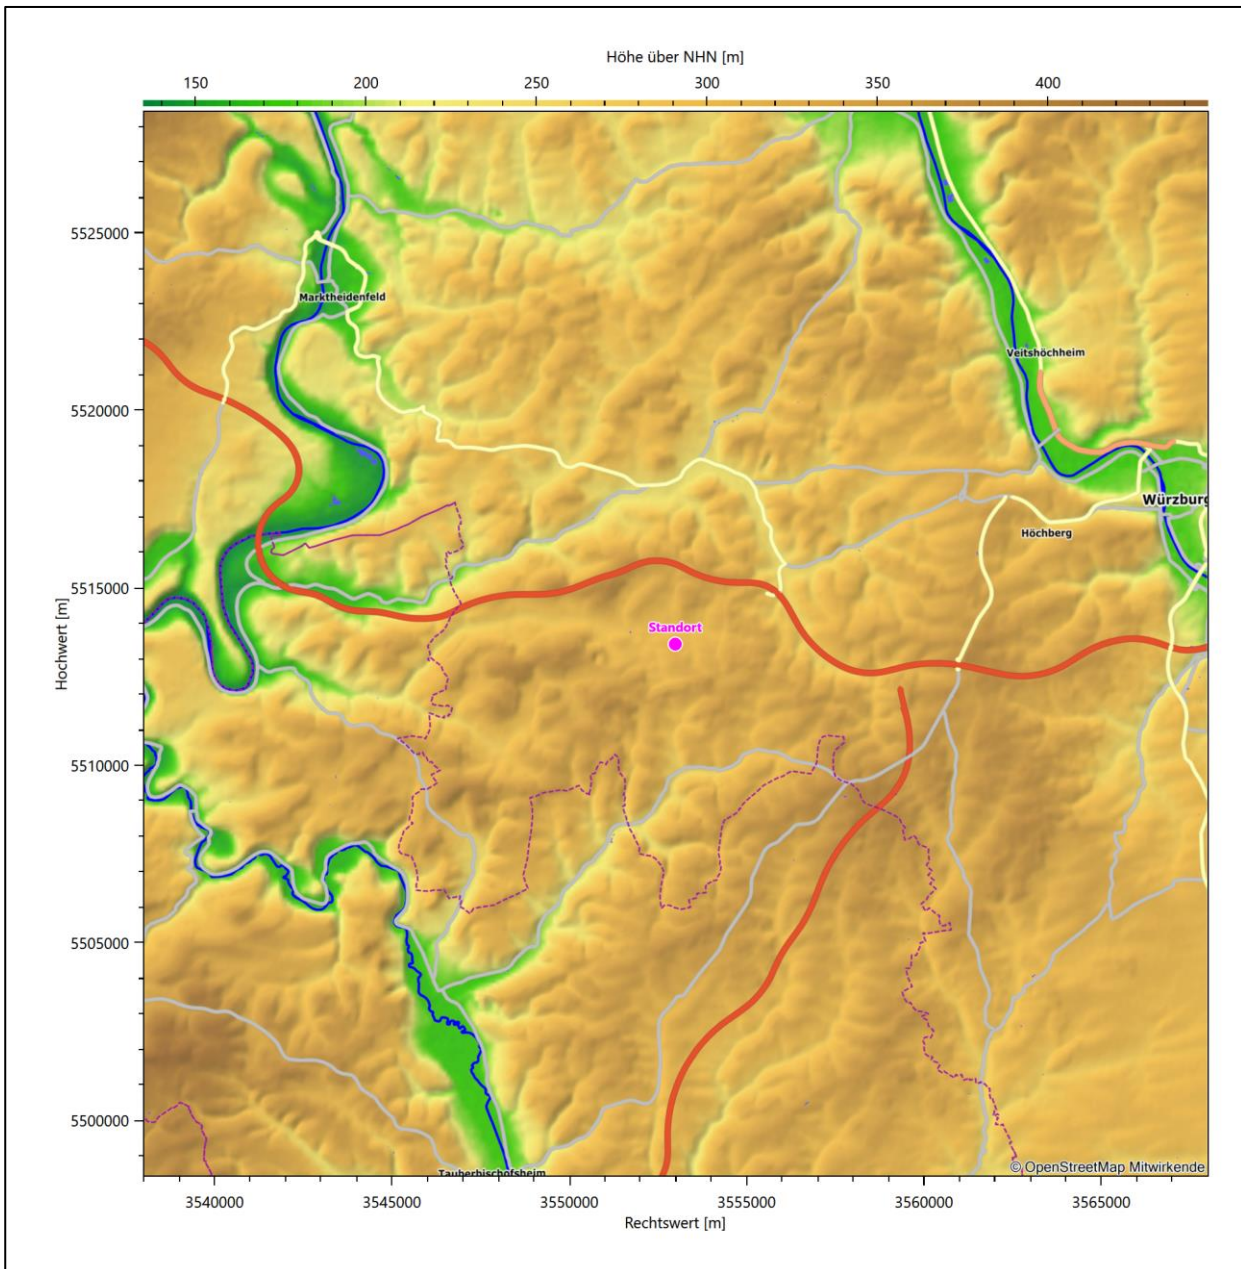 Höhe über NHN [m]
150 200 250 300 350 400
5525000
Marktheidenfeld
Veitshöchheim
5520000
Würzburg
Höchberg
5515000
Standort
Hochwert [m]
5510000
5505000
5500000
Tauberbischofsheim
© OpenStreetMap Mitwirkende
3540000 3545000 3550000 3555000 3560000 3565000
Rechtswert [m]